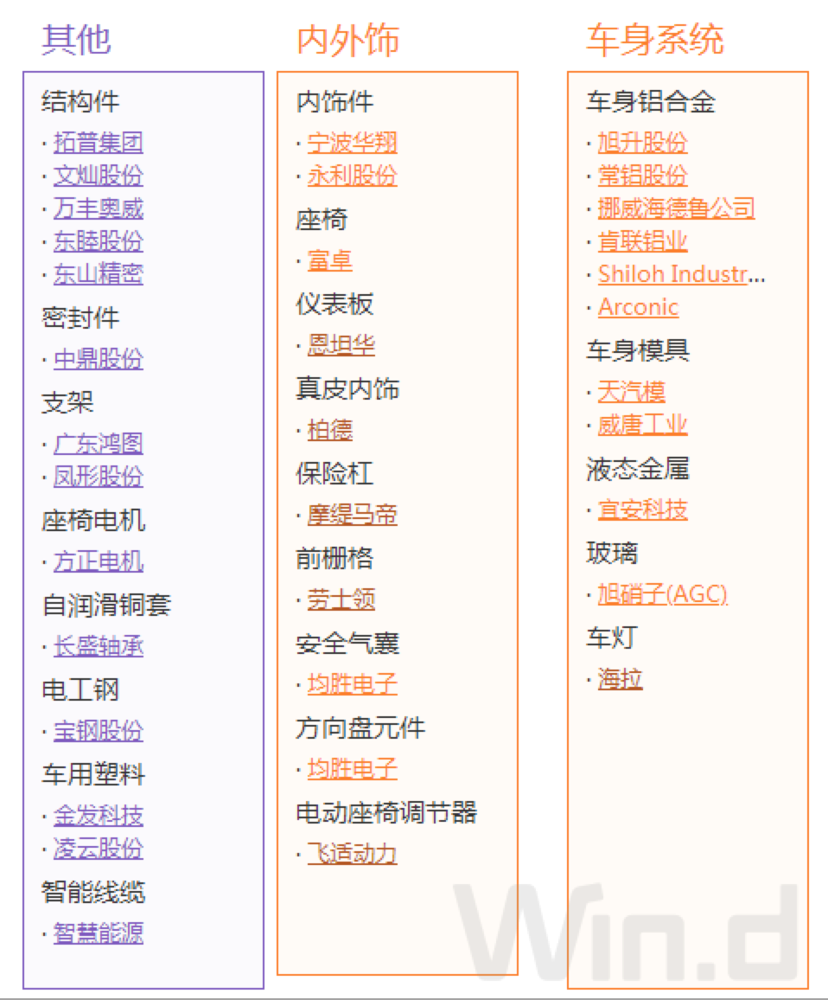 其他
结构件
· 拓普集团
· 文灿股份
· 万丰奥威
· 东睦股份
· 东山精密
密封件
· 中鼎股份
支架
· 广东鸿图
· 凤形股份
座椅电机
· 方正电机
自润滑铜套
· 长盛轴承
电工钢
· 宝钢股份
车用塑料
· 金发科技
· 凌云股份
智能线缆
· 智慧能源
内外饰
内饰件
· 宁波华翔
· 永利股份
座椅
· 富卓
仪表板
· 恩坦华
真皮内饰
· 柏德
保险杠
· 摩缇马帝
前栅格
· 劳士领
安全气囊
· 均胜电子
方向盘元件
· 均胜电子
电动座椅调节器
· 飞适动力
车身系统
车身铝合金
· 旭升股份
· 常铝股份
· 挪威海德鲁公司
· 肯联铝业
· Shiloh Industr...
· Arconic
车身模具
· 天汽模
· 威唐工业
液态金属
· 宜安科技
玻璃
· 旭硝子(AGC)
车灯
· 海拉
Win.d